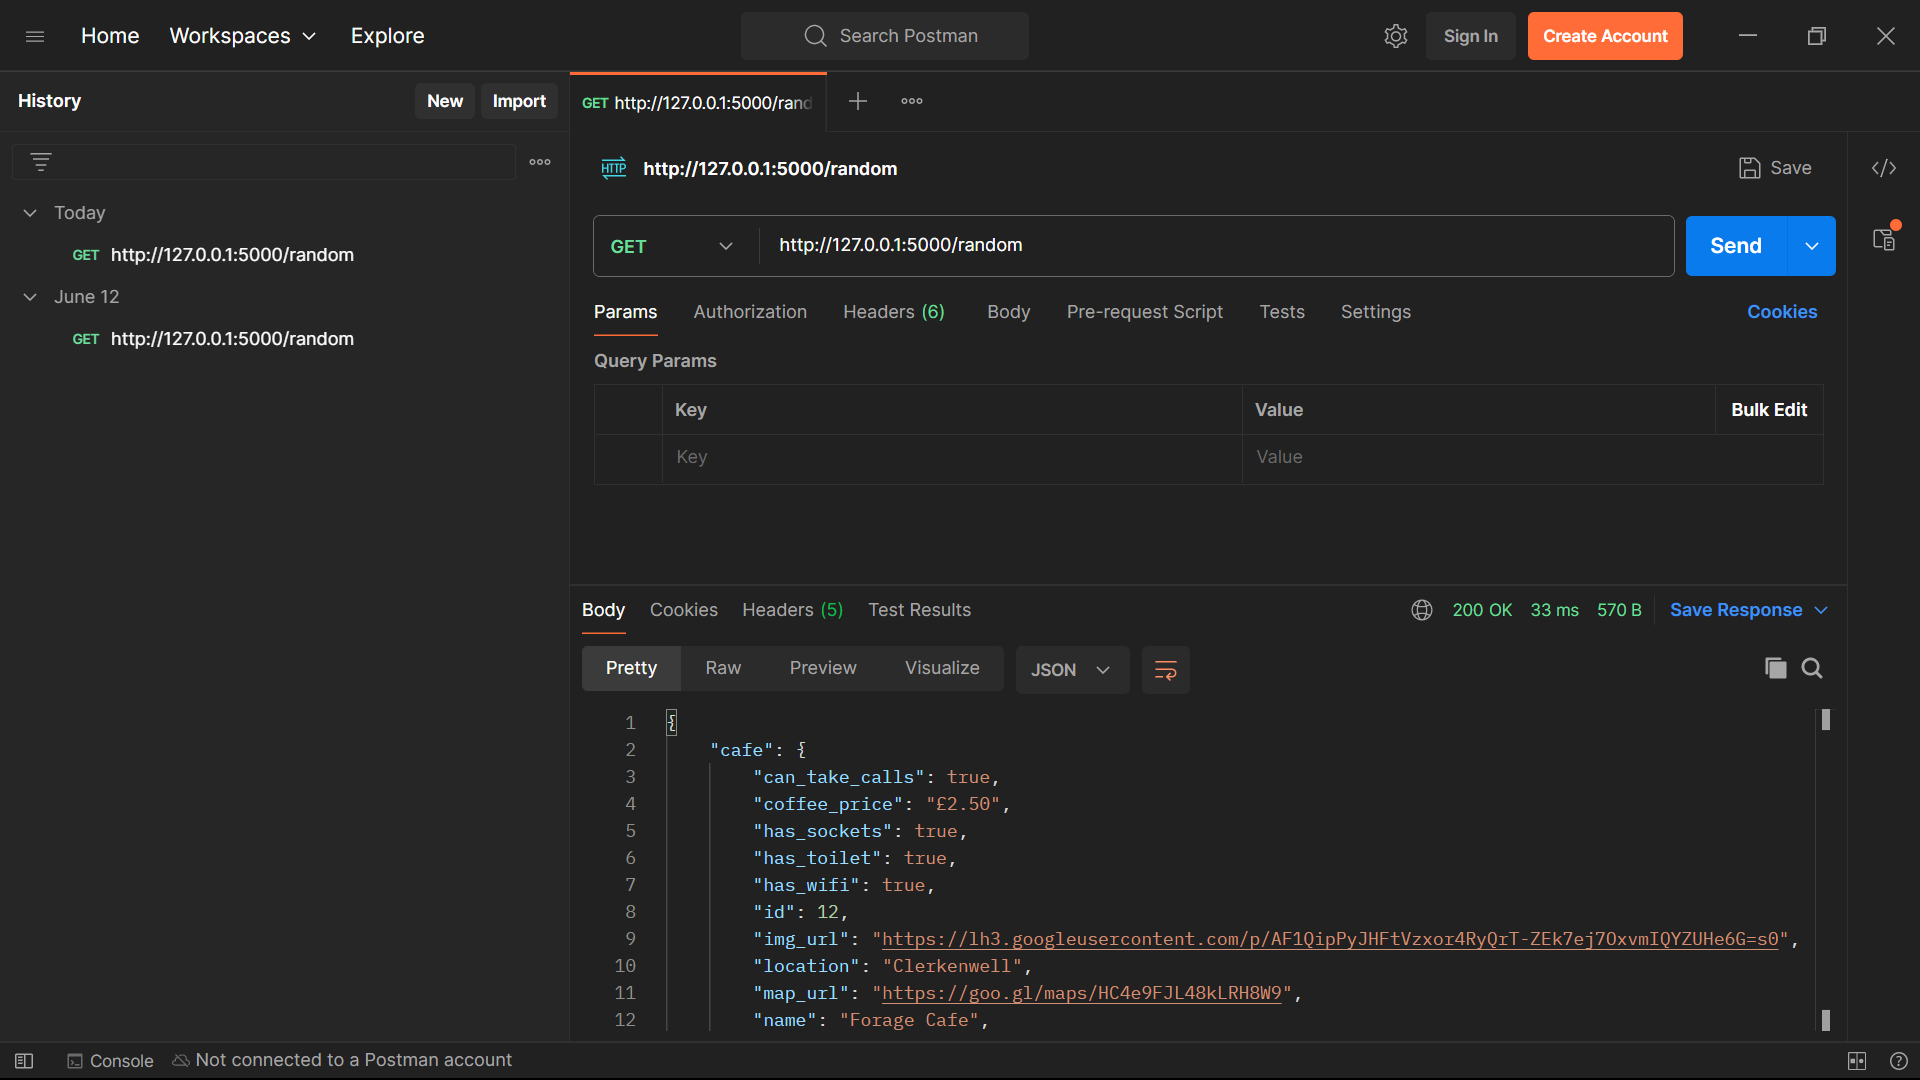 Home Workspaces Explore Search Postman Sign In Create Account
History New Import
GET http://127.0.0.1:5000/rand
HTTP http://127.0.0.1:5000/random Save
Today
GET http://127.0.0.1:5000/random
June 12
GET http://127.0.0.1:5000/random
GET http://127.0.0.1:5000/random Send
Params Authorization Headers (6) Body Pre-request Script Tests Settings Cookies
Query Params
Key Value Bulk Edit
Key Value
Body Cookies Headers (5) Test Results 200 OK 33 ms 570 B Save Response
Pretty Raw Preview Visualize JSON
1 {
2 "cafe": {
3 "can_take_calls": true,
4 "coffee_price": "£2.50",
5 "has_sockets": true,
6 "has_toilet": true,
7 "has_wifi": true,
8 "id": 12,
9 "img_url": "https://lh3.googleusercontent.com/p/AF1QipPyJHFtVzxor4RyQrT-ZEk7ej7OxvmIQYZUHe6G=s0",
10 "location": "Clerkenwell",
11 "map_url": "https://goo.gl/maps/HC4e9FJL48kLRH8W9",
12 "name": "Forage Cafe",
Console Not connected to a Postman account